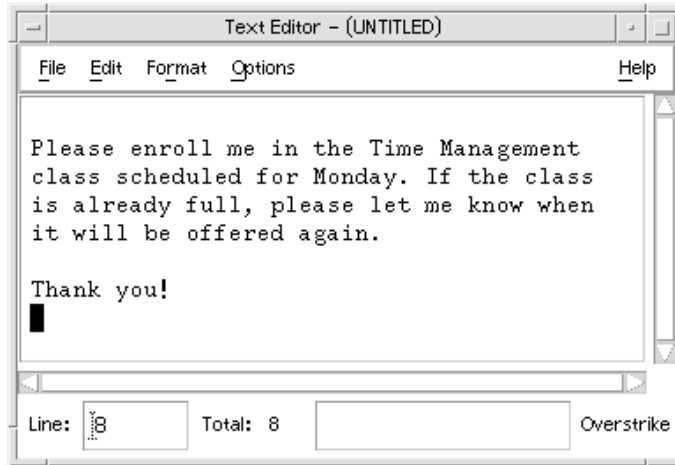 Text Editor – (UNTITLED)
File Edit Format Options Help
Please enroll me in the Time Management
class scheduled for Monday. If the class
is already full, please let me know when
it will be offered again.
Thank you!
Line: 8 Total: 8 Overstrike